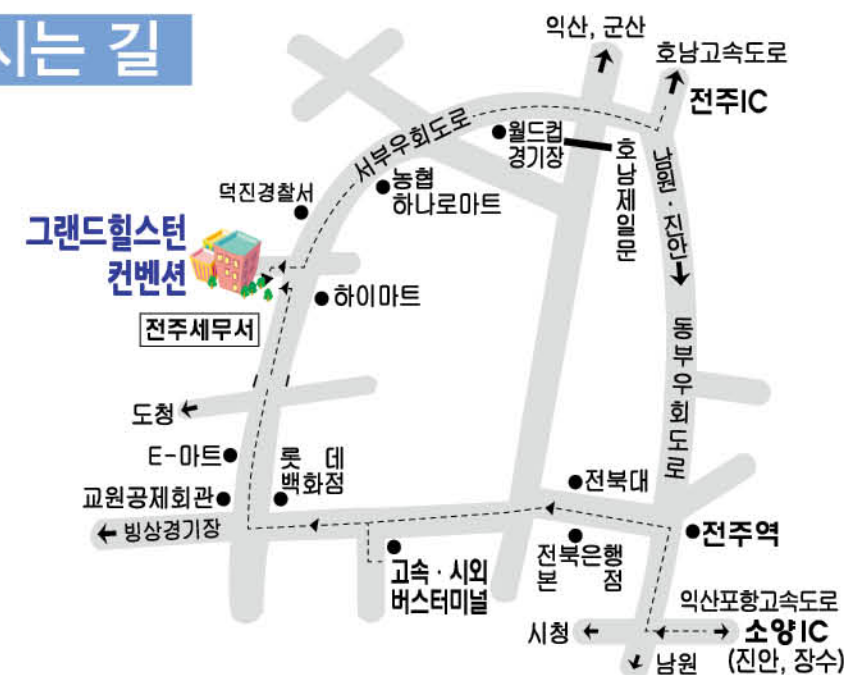 시는 길
익산, 군산
호남고속도로
전주IC
서부우회도로
월드컵
경기장
호남제일문
남원·진안
농협
하나로마트
덕진경찰서
그랜드힐스턴
컨벤션
하이마트
전주세무서
동부우회도로
도청
E-마트
롯데
백화점
교원공제회관
전북대
빙상경기장
전주역
전북은행
본점
고속·시외
버스터미널
익산포항고속도로
시청
소양IC
남원
(진안, 장수)